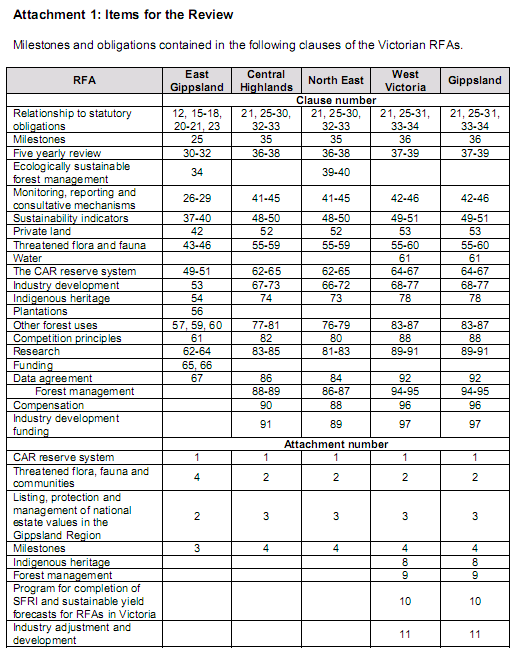 Attachment 1: Items for the Review
Milestones and obligations contained in the following clauses of the Victorian RFAs.
RFA East Gippsland Central Highlands North East West Victoria Gippsland
Clause number
Relationship to statutory obligations 12, 15-18, 20-21, 23 21, 25-30, 32-33 21, 25-30, 32-33 21, 25-31, 33-34 21, 25-31, 33-34
Milestones 25 35 35 36 36
Five yearly review 30-32 36-38 36-38 37-39 37-39
Ecologically sustainable forest management 34 39-40
Monitoring, reporting and consultative mechanisms 26-29 41-45 41-45 42-46 42-46
Sustainability indicators 37-40 48-50 48-50 49-51 49-51
Private land 42 52 52 53 53
Threatened flora and fauna 43-46 55-59 55-59 55-60 55-60
Water 61 61
The CAR reserve system 49-51 62-65 62-65 64-67 64-67
Industry development 53 67-73 66-72 68-77 68-77
Indigenous heritage 54 74 73 78 78
Plantations 56
Other forest uses 57, 59, 60 77-81 76-79 83-87 83-87
Competition principles 61 82 80 88 88
Research 62-64 83-85 81-83 89-91 89-91
Funding 65, 66
Data agreement 67 86 84 92 92
Forest management 88-89 86-87 94-95 94-95
Compensation 90 88 96 96
Industry development funding 91 89 97 97
Attachment number
CAR reserve system 1 1 1 1 1
Threatened flora, fauna and communities 4 2 2 2 2
Listing, protection and management of national estate values in the Gippsland Region 2 3 3 3 3
Milestones 3 4 4 4 4
Indigenous heritage 8 8
Forest management 9 9
Program for completion of SFRI and sustainable yield forecasts for RFAs in Victoria 10 10
Industry adjustment and development 11 11